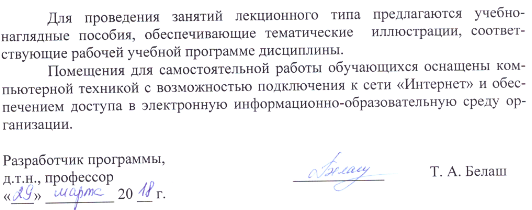 Для проведения занятий лекционного типа предлагаются учебно-
наглядные пособия, обеспечивающие тематические иллюстрации, соответ-
ствующие рабочей учебной программе дисциплины.
Помещения для самостоятельной работы обучающихся оснащены ком-
пьютерной техникой с возможностью подключения к сети «Интернет» и обес-
печением доступа в электронную информационно-образовательную среду ор-
ганизации.
Разработчик программы,
д.т.н., профессор Белаш Т. А. Белаш
«29» марта 2018 г.